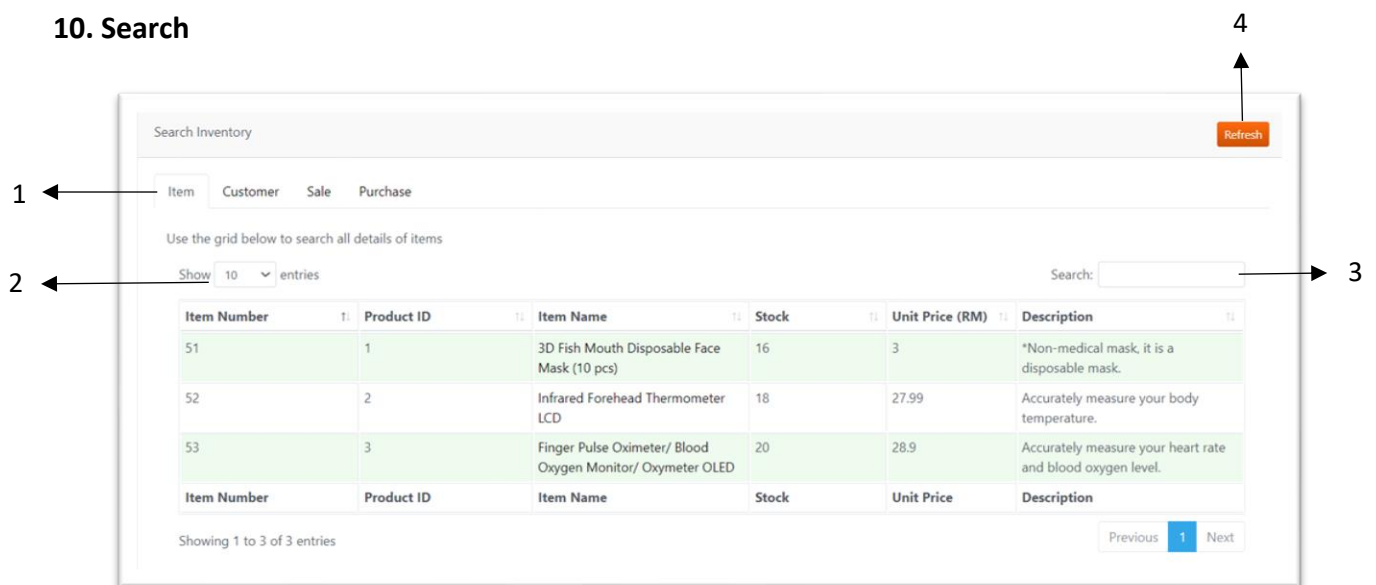 10. Search
4
Search Inventory
Refresh
1
Item Customer Sale Purchase
Use the grid below to search all details of items
2
Show 10 entries
Search:
3
Item Number Product ID Item Name Stock Unit Price (RM) Description
51 1 3D Fish Mouth Disposable Face 16 3 *Non-medical mask, it is a
Mask (10 pcs) disposable mask.
52 2 Infrared Forehead Thermometer 18 27.99 Accurately measure your body
LCD temperature.
53 3 Finger Pulse Oximeter/ Blood 20 28.9 Accurately measure your heart rate
Oxygen Monitor/ Oxymeter OLED and blood oxygen level.
Item Number Product ID Item Name Stock Unit Price Description
Showing 1 to 3 of 3 entries
Previous 1 Next